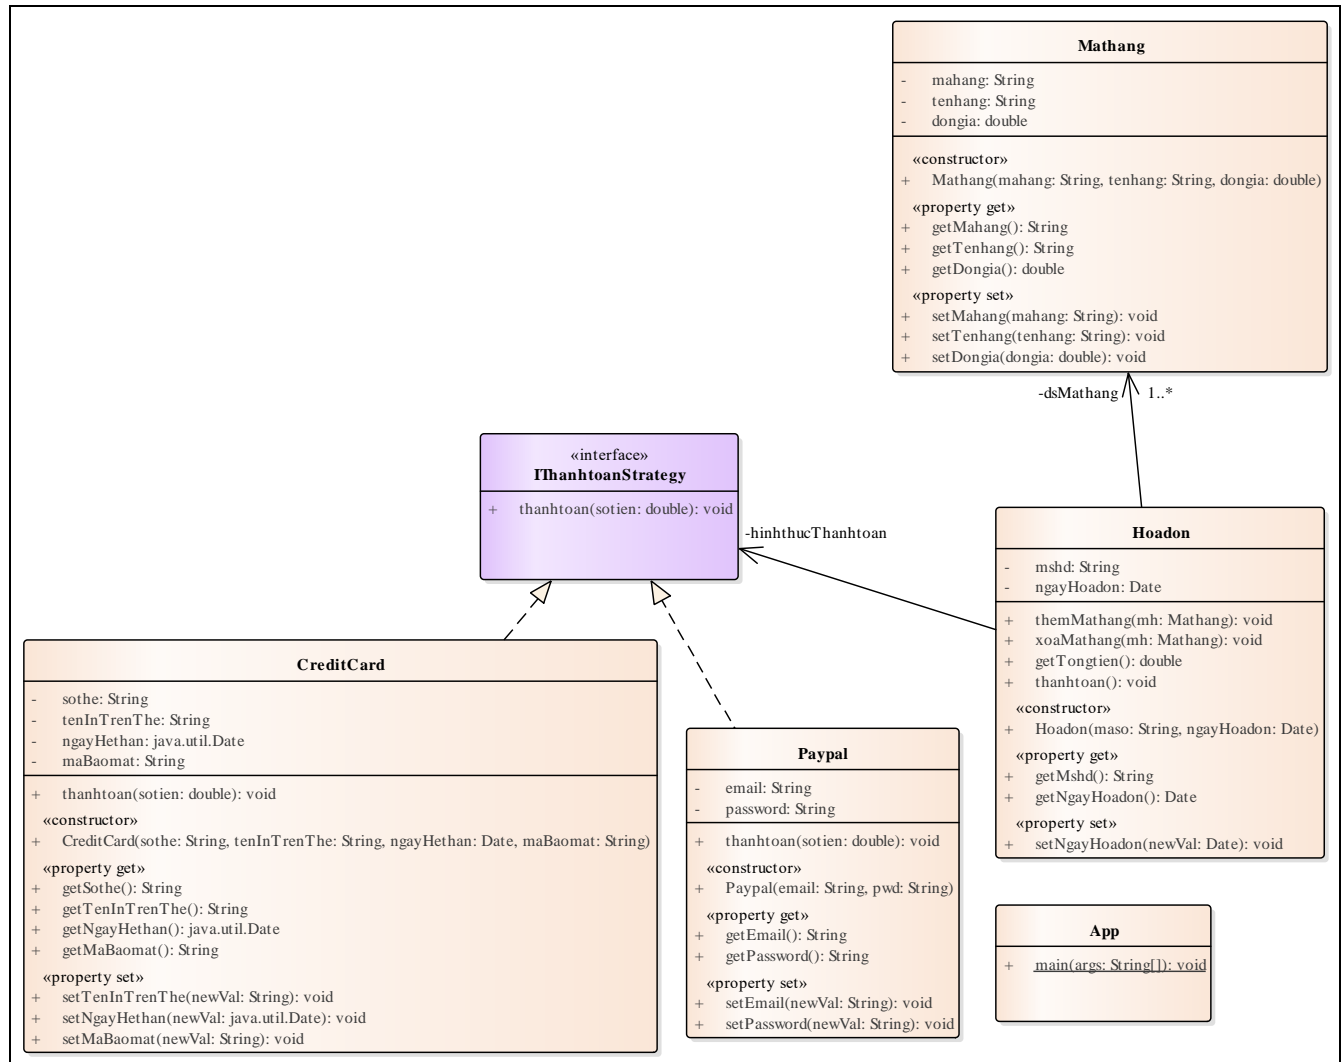 Mathang
- mahang: String
- tenhang: String
- dongia: double
«constructor»
+ Mathang(mahang: String, tenhang: String, dongia: double)
«property get»
+ getMahang(): String
+ getTenhang(): String
+ getDongia(): double
«property set»
+ setMahang(mahang: String): void
+ setTenhang(tenhang: String): void
+ setDongia(dongia: double): void
-dsMathang 1..*
«interface»
IThanhtoanStrategy
+ thanhtoan(sotien: double): void
-hinhthucThanhtoan
Hoadon
- mshd: String
- ngayHoadon: Date
+ themMathang(mh: Mathang): void
+ xoaMathang(mh: Mathang): void
+ getTongtien(): double
+ thanhtoan(): void
«constructor»
+ Hoadon(maso: String, ngayHoadon: Date)
«property get»
+ getMshd(): String
+ getNgayHoadon(): Date
«property set»
+ setNgayHoadon(newVal: Date): void
CreditCard
- sothe: String
- tenInTrenThe: String
- ngayHethan: java.util.Date
- maBaomat: String
+ thanhtoan(sotien: double): void
«constructor»
+ CreditCard(sothe: String, tenInTrenThe: String, ngayHethan: Date, maBaomat: String)
«property get»
+ getSothe(): String
+ getTenInTrenThe(): String
+ getNgayHethan(): java.util.Date
+ getMaBaomat(): String
«property set»
+ setTenInTrenThe(newVal: String): void
+ setNgayHethan(newVal: java.util.Date): void
+ setMaBaomat(newVal: String): void
Paypal
- email: String
- password: String
+ thanhtoan(sotien: double): void
«constructor»
+ Paypal(email: String, pwd: String)
«property get»
+ getEmail(): String
+ getPassword(): String
«property set»
+ setEmail(newVal: String): void
+ setPassword(newVal: String): void
App
+ main(args: String[]): void